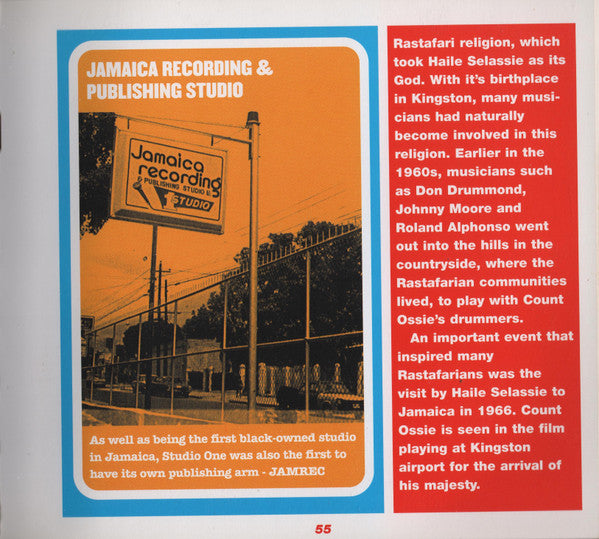 JAMAICA RECORDING &
PUBLISHING STUDIO
Jamaica
recording
& PUBLISHING STUDIO
1 STUDIO
As well as being the first black-owned studio
in Jamaica, Studio One was also the first to
have its own publishing arm - JAMREC
Rastafari religion, which
took Haile Selassie as its
God. With it's birthplace
in Kingston, many musi-
cians had naturally
become involved in this
religion. Earlier in the
1960s, musicians such
as Don Drummond,
Johnny Moore and
Roland Alphonso went
out into the hills in the
countryside, where the
Rastafarian communities
lived, to play with Count
Ossie's drummers.
An important event that
inspired many
Rastafarians was the
visit by Haile Selassie to
Jamaica in 1966. Count
Ossie is seen in the film
playing at Kingston
airport for the arrival of
his majesty.
55